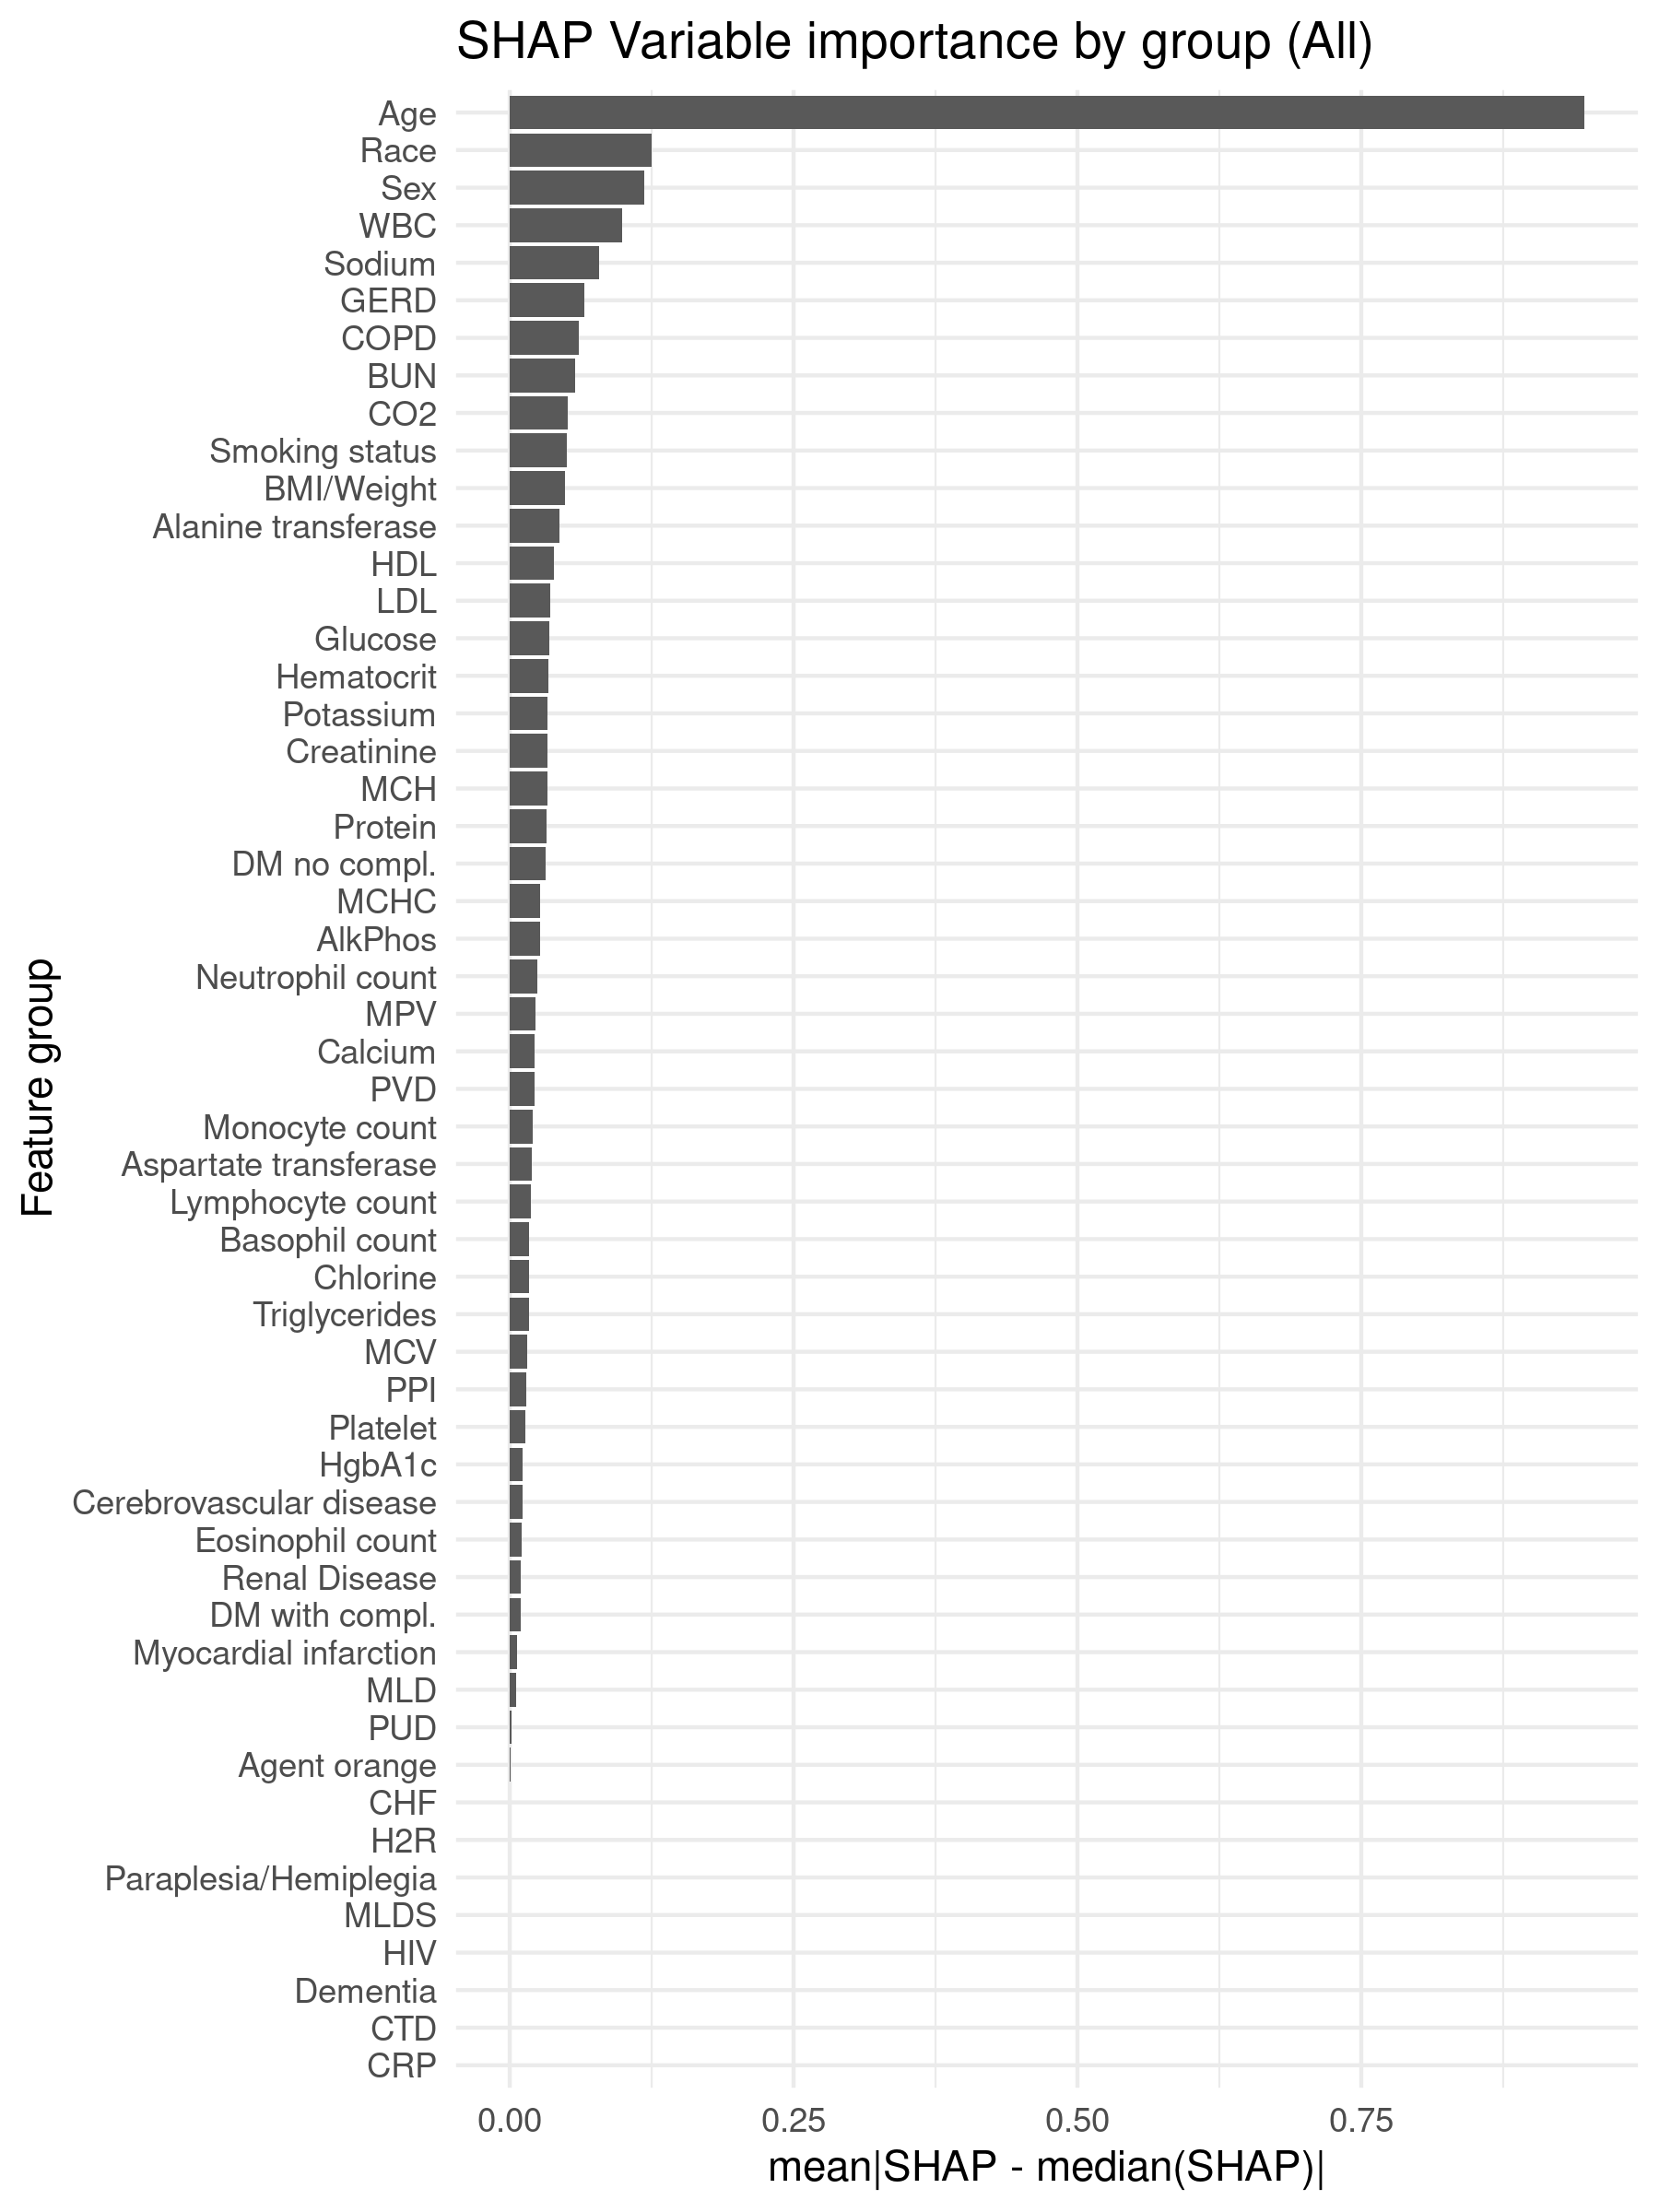 SHAP Variable importance by group (All)
Age
Race
Sex
WBC
Sodium
GERD
COPD
BUN
CO2
Smoking status
BMI/Weight
Alanine transferase
HDL
LDL
Glucose
Hematocrit
Potassium
Creatinine
MCH
Protein
DM no compl.
MCHC
AlkPhos
Neutrophil count
MPV
Calcium
PVD
Monocyte count
Aspartate transferase
Lymphocyte count
Basophil count
Chlorine
Triglycerides
MCV
PPI
Platelet
HgbA1c
Cerebrovascular disease
Eosinophil count
Renal Disease
DM with compl.
Myocardial infarction
MLD
PUD
Agent orange
CHF
H2R
Paraplesia/Hemiplegia
MLDS
HIV
Dementia
CTD
CRP
Feature group
0.00 0.25 0.50 0.75
mean|SHAP - median(SHAP)|